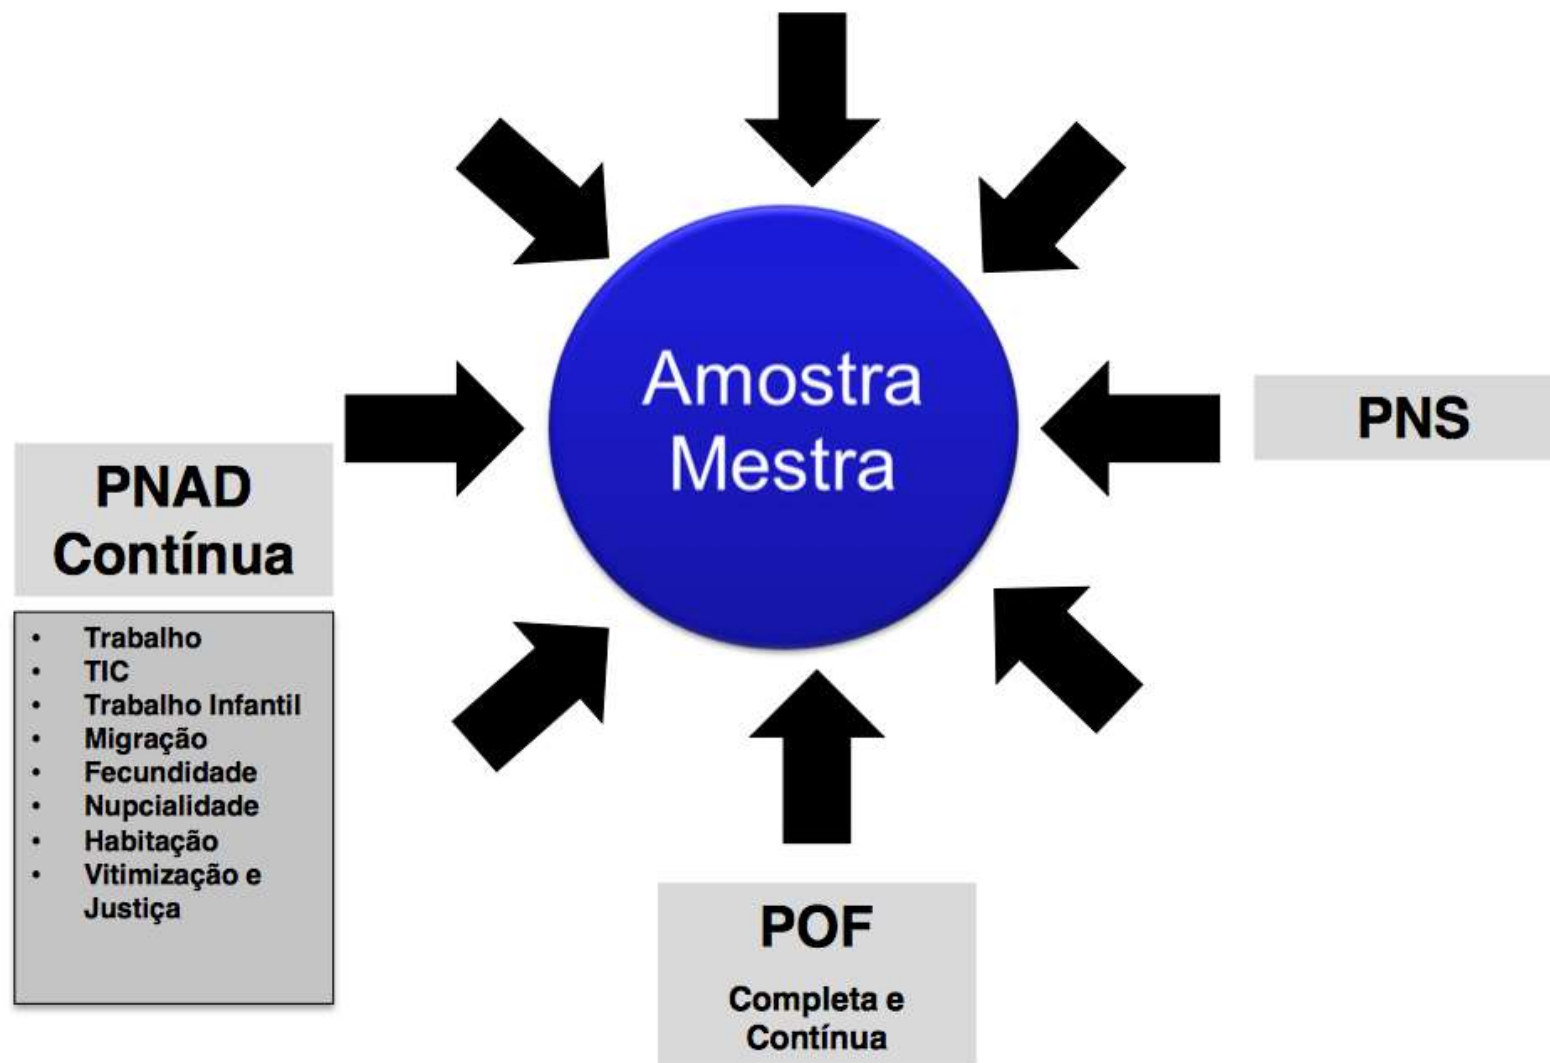 Amostra
Mestra
PNS
PNAD
Contínua
• Trabalho
• TIC
• Trabalho Infantil
• Migração
• Fecundidade
• Nupcialidade
• Habitação
• Vitimização e
Justiça
POF
Completa e
Contínua